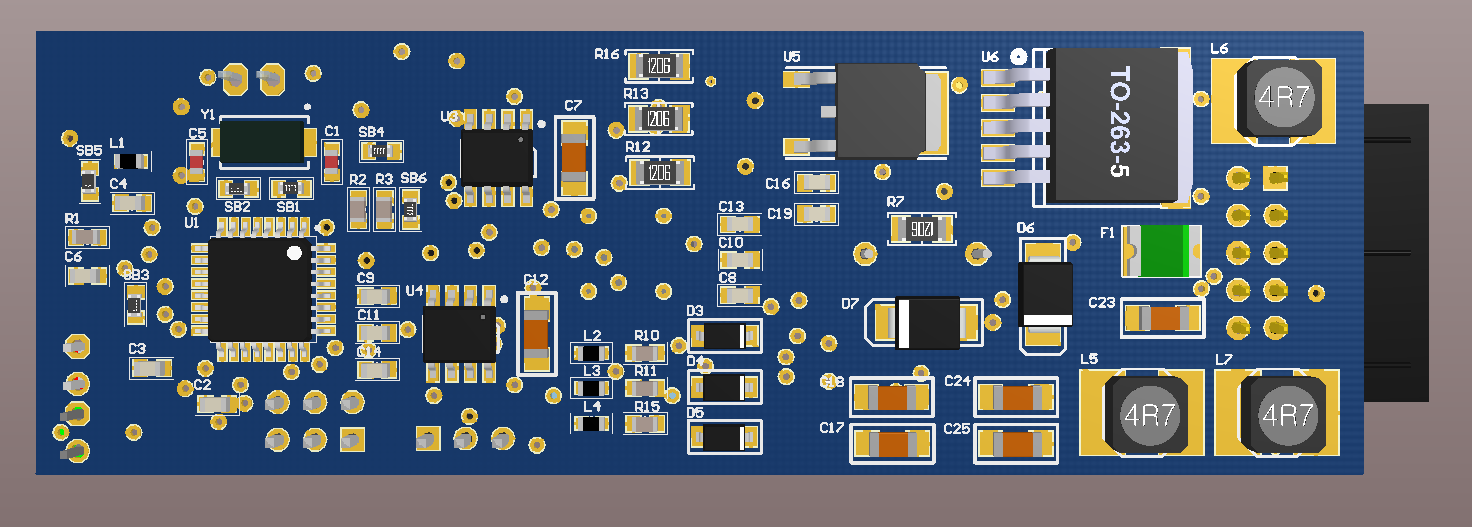 R16
1206
U5
U6
L6
4R7
TO-263-5
R13
1206
C7
U3
Y1
C5
C1
SB4
L1
SB5
R12
1206
C4
SB2
SB1
R2
R3
SB6
C16
C19
U1
R1
C13
R7
1206
D6
F1
C10
C6
SB3
C9
U4
C12
C8
D7
C23
C11
D3
C14
L2
R10
C3
D4
L3
R11
L5
4R7
L7
4R7
C2
C18
C24
L4
R15
D5
C17
C25